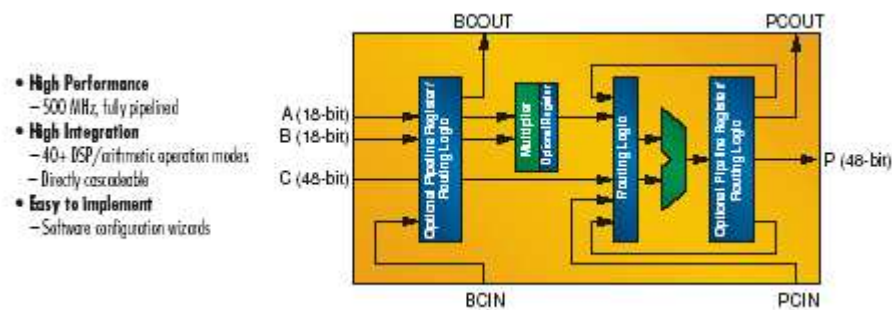 • High Performance
– 500 MHz, fully pipelined
• High Integration
– 40+ DSP/arithmetic operation modes
– Directly cascadeable
• Easy to implement
– Software configuration wizards
BCOUT
PCOUT
A (18-bit)
B (18-bit)
C (48-bit)
Optional Pipeline Register/
Routing Logic
Multiplier
Optional Register
Routing Logic
Optional Pipeline Register/
Routing Logic
P (48-bit)
BCIN
PCIN